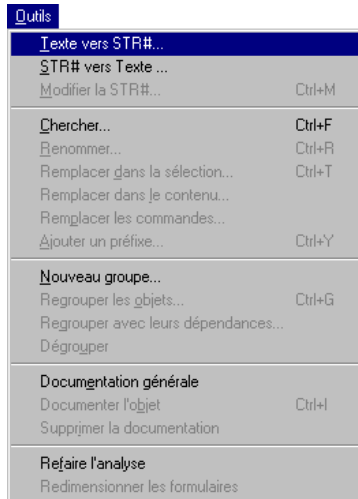 Outils
Texte vers STR#...
STR# vers Texte ...
Modifier la STR#... Ctrl+M
Chercher... Ctrl+F
Renommer... Ctrl+R
Remplacer dans la sélection... Ctrl+T
Remplacer dans le contenu...
Remplacer les commandes...
Ajouter un préfixe... Ctrl+Y
Nouveau groupe...
Regrouper les objets... Ctrl+G
Regrouper avec leurs dépendances...
Dégrouper
Documentation générale
Documenter l'objet Ctrl+I
Supprimer la documentation
Refaire l'analyse
Redimensionner les formulaires